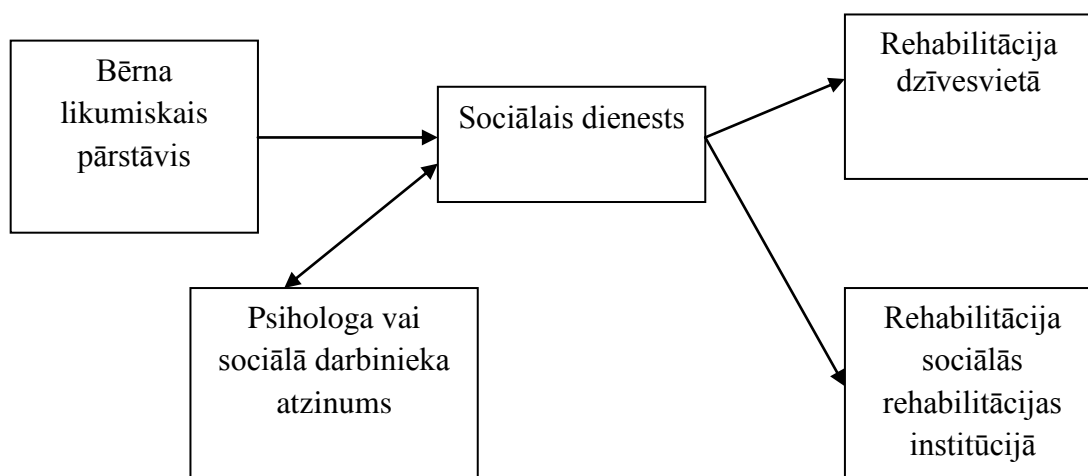 Bērna
likumiskais
pārstāvis
Sociālais dienests
Rehabilitācija
dzīvesvietā
Psihologa vai
sociālā darbinieka
atzinums
Rehabilitācija
sociālās
rehabilitācijas
institūcijā